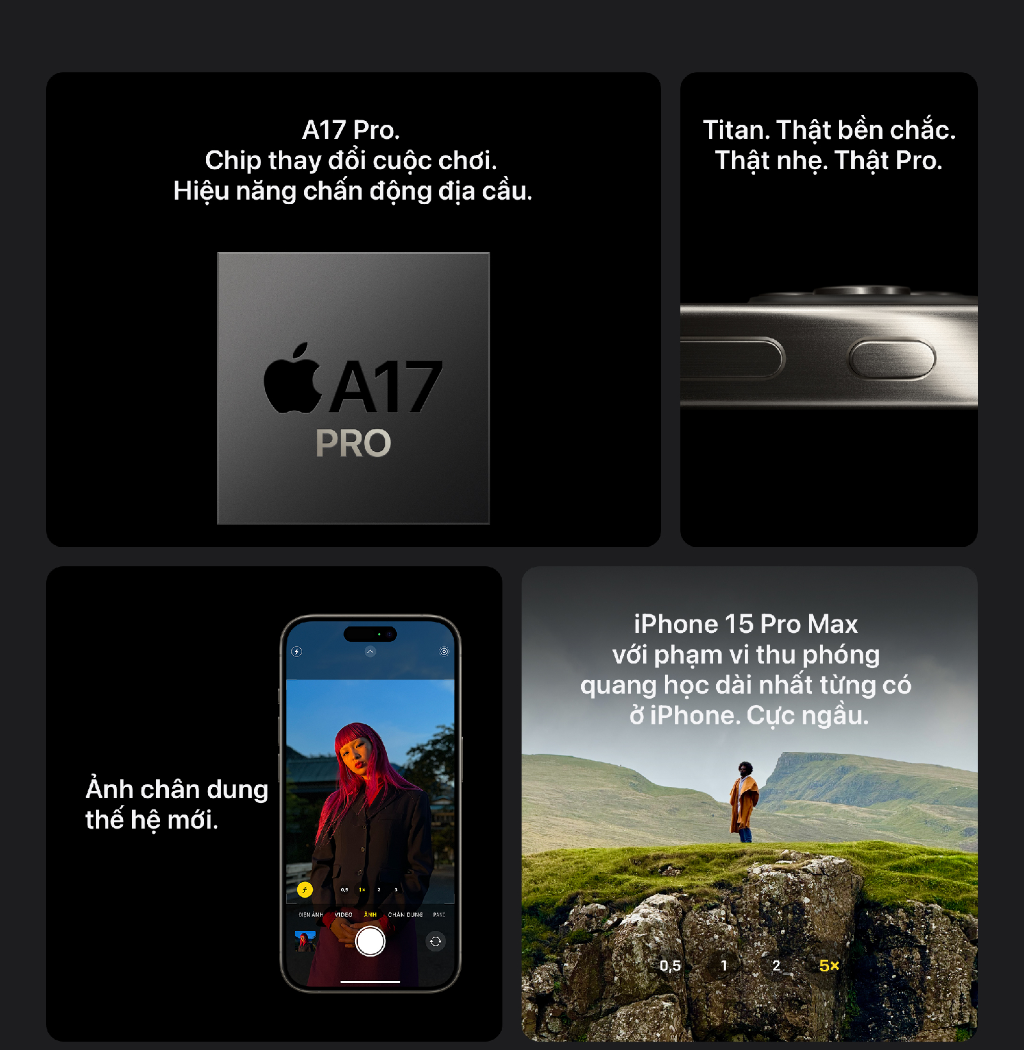 A17 Pro.
Chip thay đổi cuộc chơi.
Hiệu năng chấn động địa cầu.
A17
PRO
Titan. Thật bền chắc.
Thật nhẹ. Thật Pro.
Ảnh chân dung
thế hệ mới.
0,5 1× 2 3
ĐIỆN ẢNH VIDEO ẢNH CHÂN DUNG PANO
iPhone 15 Pro Max
với phạm vi thu phóng
quang học dài nhất từng có
ở iPhone. Cực ngầu.
0,5 1 2 5×